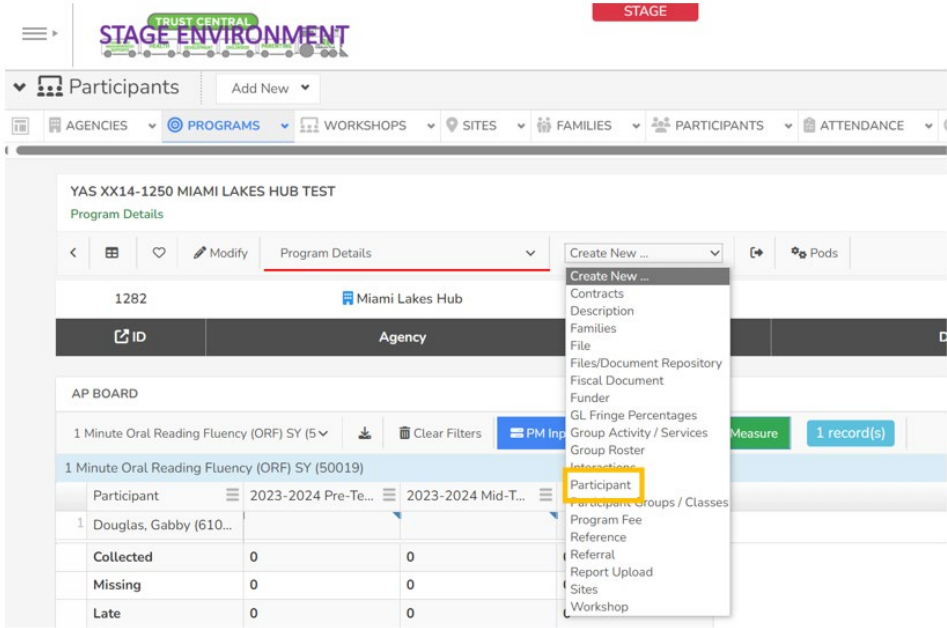 TRUST CENTRAL
STAGE ENVIRONMENT
STAGE
Participants
Add New
AGENCIES PROGRAMS WORKSHOPS SITES FAMILIES PARTICIPANTS ATTENDANCE
YAS XX14-1250 MIAMI LAKES HUB TEST
Program Details
Modify Program Details Create New ... Pods
1282 Miami Lakes Hub
ID Agency D
Create New ...
Contracts
Description
Families
File
Files/Document Repository
Fiscal Document
Funder
GL Fringe Percentages
Group Activity / Services
Group Roster
Interactions
Participant
Participant Groups / Classes
Program Fee
Reference
Referral
Report Upload
Sites
Workshop
AP BOARD
1 Minute Oral Reading Fluency (ORF) SY (5 Clear Filters PM Inp Measure 1 record(s)
1 Minute Oral Reading Fluency (ORF) SY (50019)
Participant 2023-2024 Pre-Te... 2023-2024 Mid-T...
1 Douglas, Gabby (610...
Collected 0 0
Missing 0 0
Late 0 0